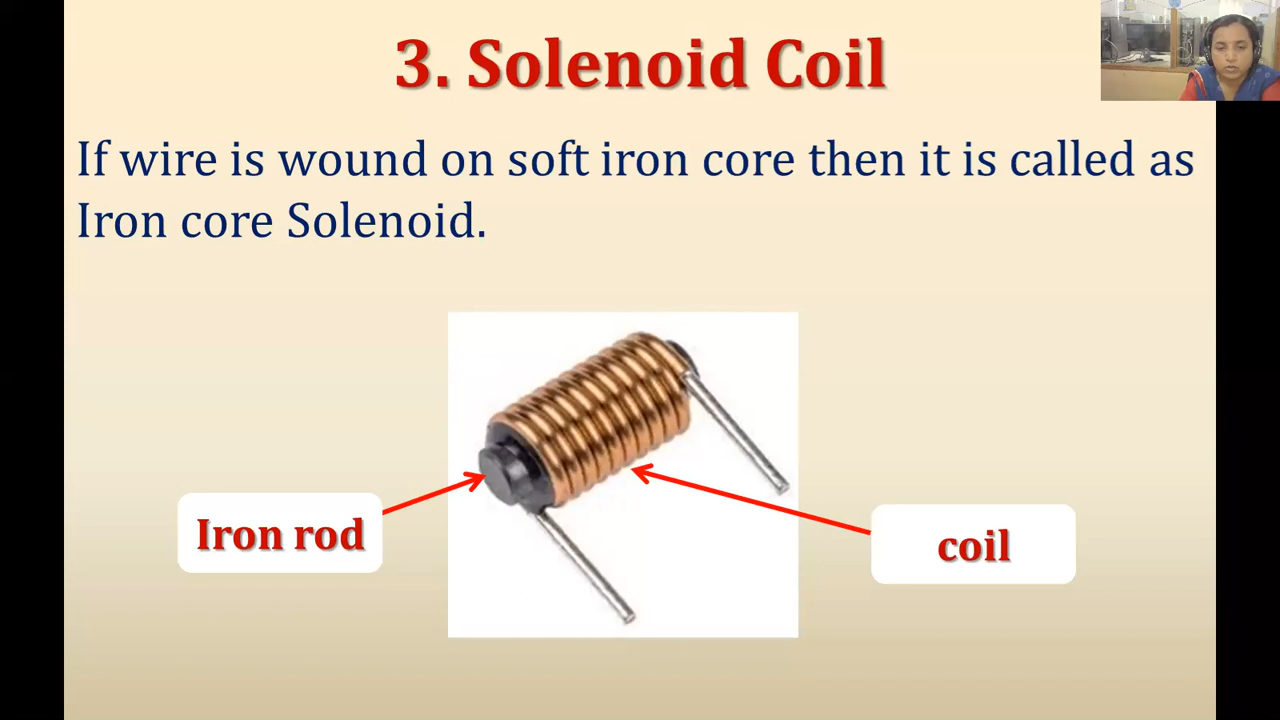 3. Solenoid Coil
If wire is wound on soft iron core then it is called as
Iron core Solenoid.
Iron rod
coil